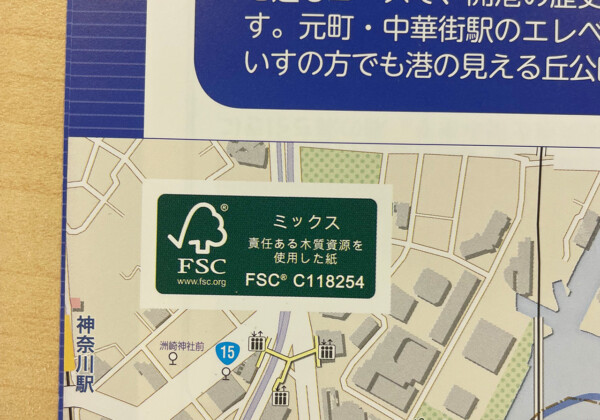 す。元町・中華街駅のエレベ
いすの方でも港の見える丘公
ミックス
責任ある木質資源を
使用した紙
FSC® C118254
®
FSC
www.fsc.org
洲崎神社前
15
神奈川駅